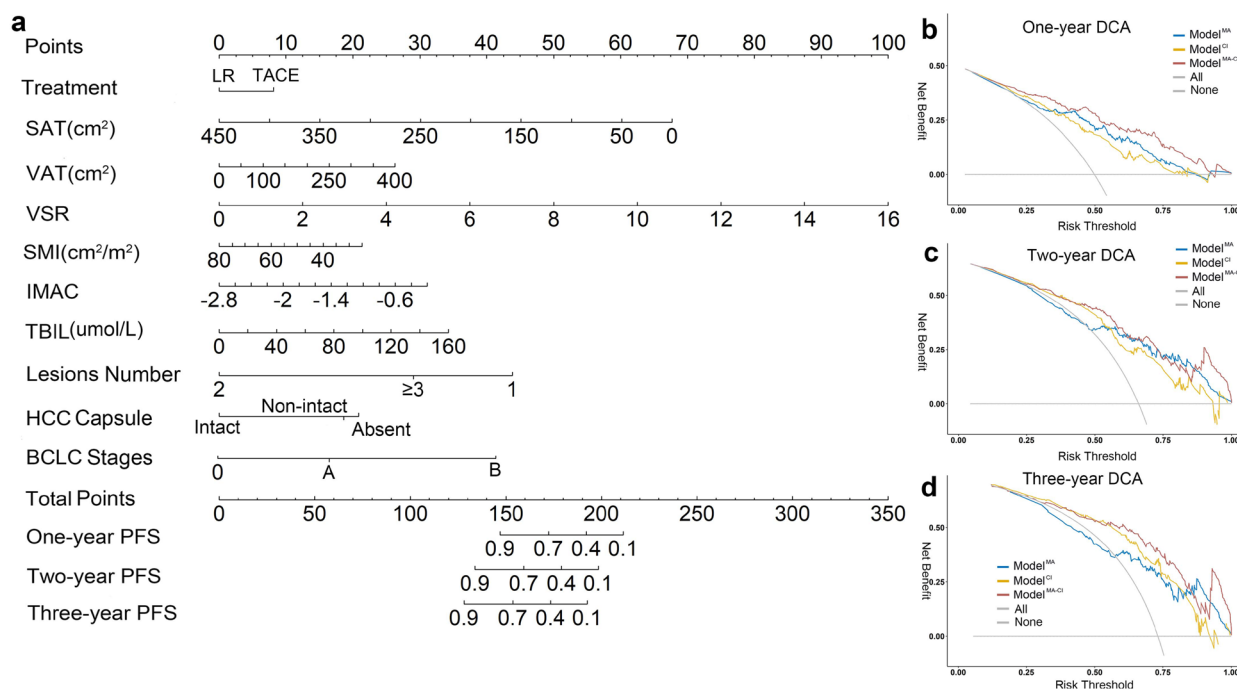 a
Points
0 10 20 30 40 50 60 70 80 90 100
Treatment
LR TACE
SAT(cm²)
450 350 250 150 50 0
VAT(cm²)
0 100 250 400
VSR
0 2 4 6 8 10 12 14 16
SMI(cm²/m²)
80 60 40
IMAC
-2.8 -2 -1.4 -0.6
TBIL(umol/L)
0 40 80 120 160
Lesions Number
2 ≥3 1
HCC Capsule
Non-intact
Intact Absent
BCLC Stages
0 A B
Total Points
0 50 100 150 200 250 300 350
One-year PFS
0.9 0.7 0.4 0.1
Two-year PFS
0.9 0.7 0.4 0.1
Three-year PFS
0.9 0.7 0.4 0.1
b
One-year DCA
Model^MA
Model^CI
Model^MA-C
All
None
Net Benefit
0.50
0.25
0.00
0.00 0.25 0.50 0.75 1.00
Risk Threshold
c
Two-year DCA
Model^MA
Model^CI
Model^MA-C
All
None
Net Benefit
0.50
0.25
0.00
0.00 0.25 0.50 0.75 1.00
Risk Threshold
d
Three-year DCA
Model^MA
Model^CI
Model^MA-CI
All
None
Net Benefit
0.50
0.25
0.00
0.00 0.25 0.50 0.75 1.00
Risk Threshold